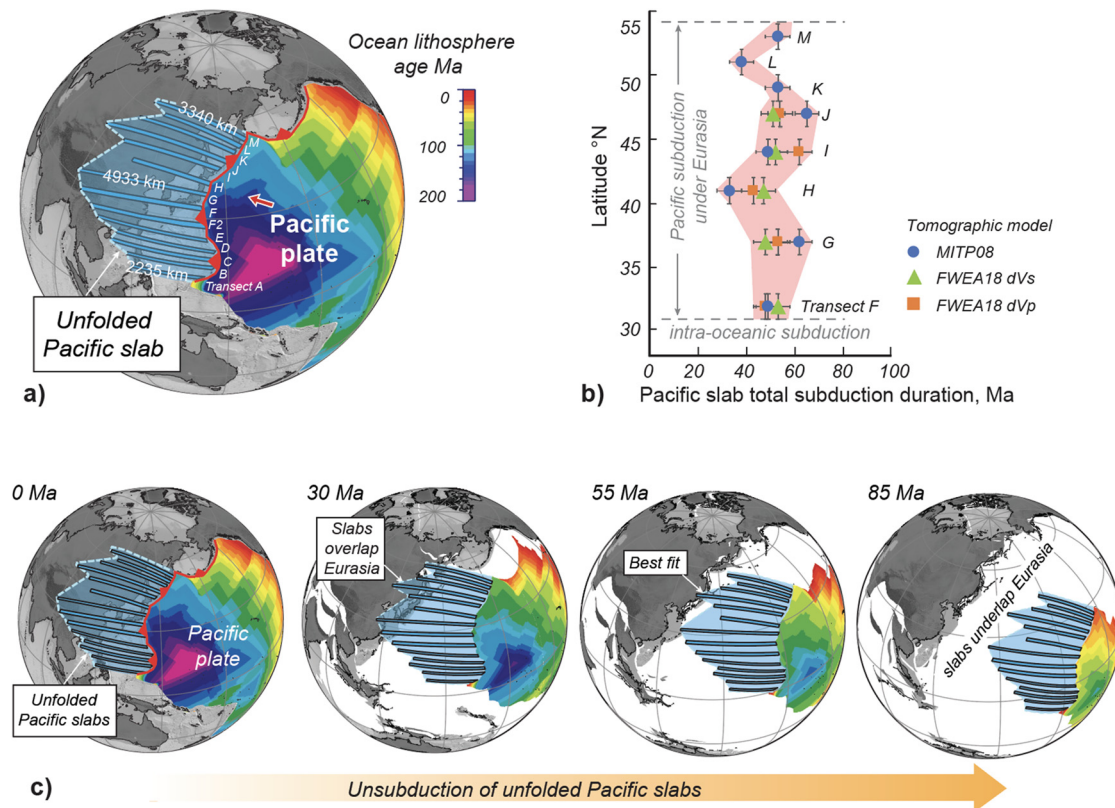 Ocean lithosphere
age Ma
0
100
200
3340 km
4933 km
2235 km
M
L
K
J
I
H
G
F
F2
E
D
C
B
Transect A
Pacific
plate
Unfolded
Pacific slab
a)
55
50
45
40
35
30
Latitude °N
Pacific subduction
under Eurasia
M
L
K
J
I
H
G
Transect F
intra-oceanic subduction
0
20
40
60
80
100
Pacific slab total subduction duration, Ma
b)
Tomographic model
MITP08
FWEA18 dVs
FWEA18 dVp
0 Ma
Pacific
plate
Unfolded
Pacific slabs
30 Ma
Slabs
overlap
Eurasia
55 Ma
Best fit
85 Ma
slabs underlap Eurasia
c)
Unsubduction of unfolded Pacific slabs